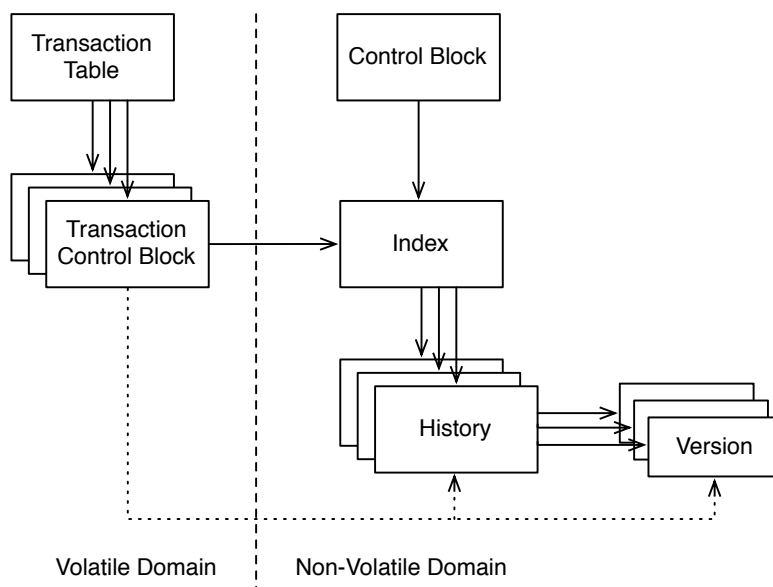 Transaction
Table
Control Block
Transaction
Control Block
Index
History
Version
Volatile Domain
Non-Volatile Domain